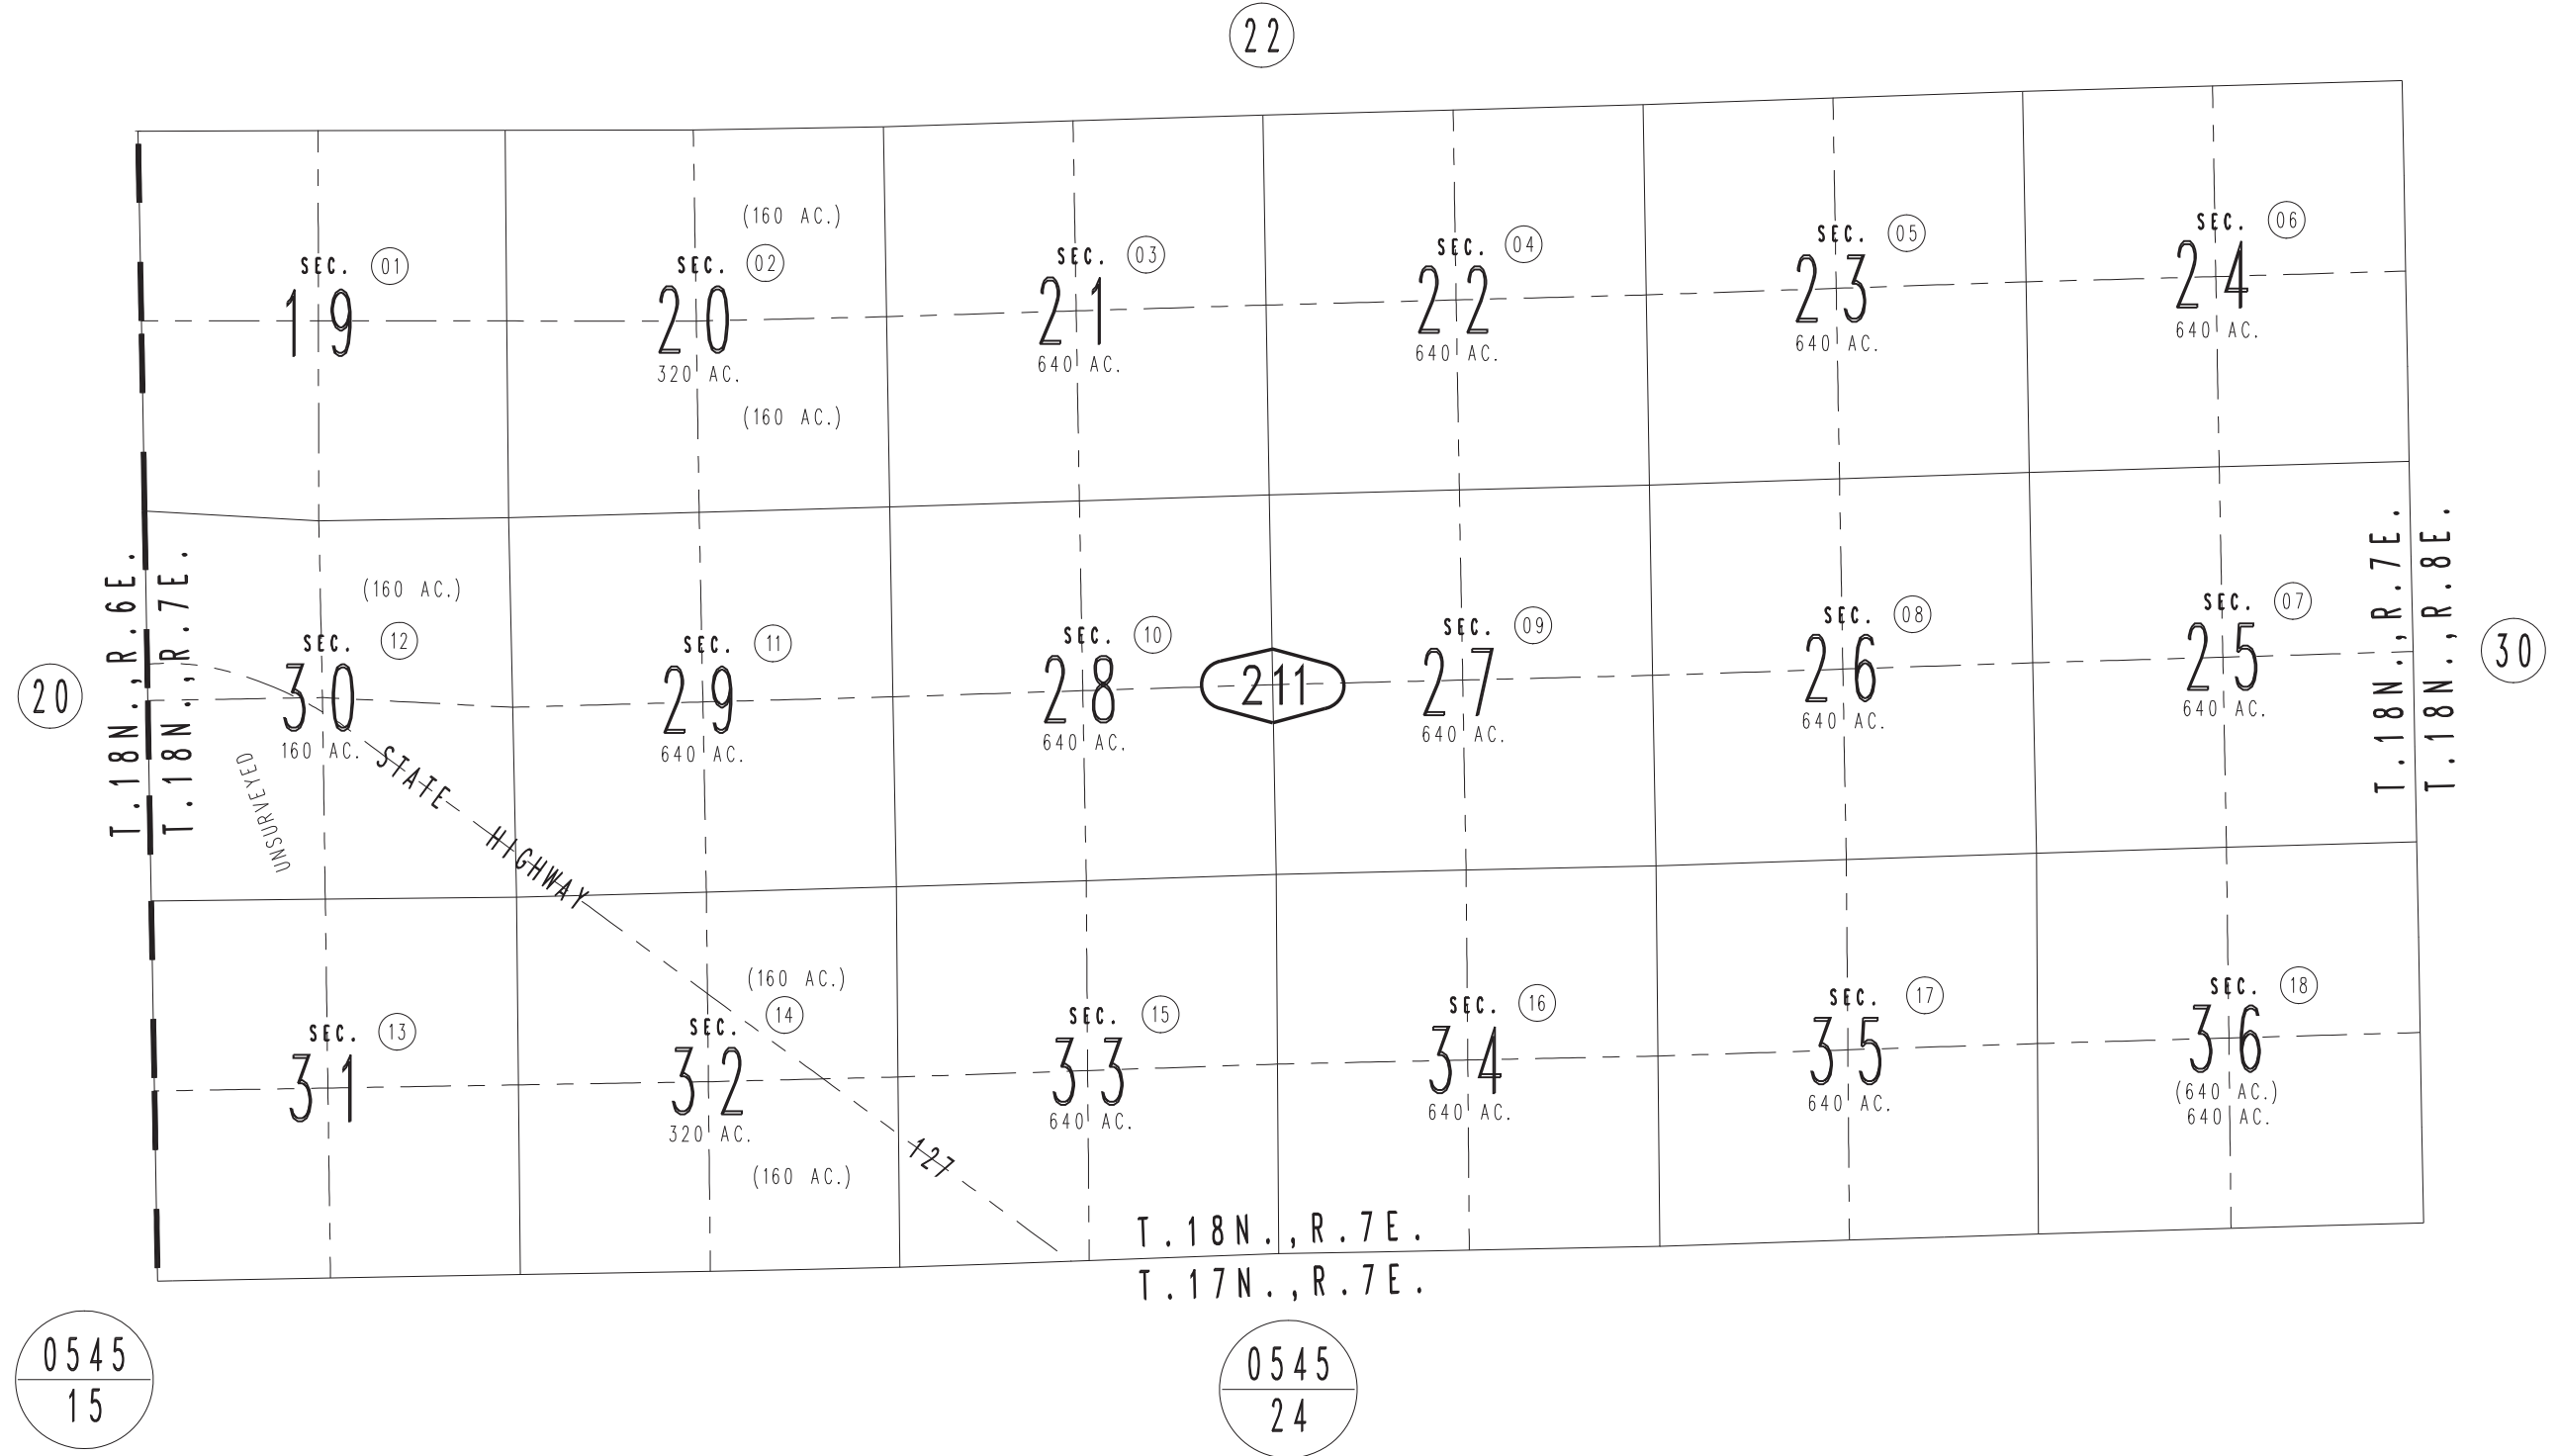 22
SEC. 01
19
(160 AC.)
SEC. 02
20
320 AC.
(160 AC.)
SEC. 03
21
640 AC.
SEC. 04
22
640 AC.
SEC. 05
23
640 AC.
SEC. 06
24
640 AC.
20
T.18N.,R.6E.
T.18N.,R.7E.
(160 AC.)
SEC. 12
30
160 AC.
UNSURVEYED
STATE HIGHWAY 127
SEC. 11
29
640 AC.
SEC. 10
28
640 AC.
211
SEC. 09
27
640 AC.
SEC. 08
26
640 AC.
SEC. 07
25
640 AC.
T.18N.,R.7E.
T.18N.,R.8E.
30
SEC. 13
31
(160 AC.)
SEC. 14
32
320 AC.
(160 AC.)
SEC. 15
33
640 AC.
SEC. 16
34
640 AC.
SEC. 17
35
640 AC.
SEC. 18
36
(640 AC.)
640 AC.
T.18N.,R.7E.
T.17N.,R.7E.
0545
15
0545
24